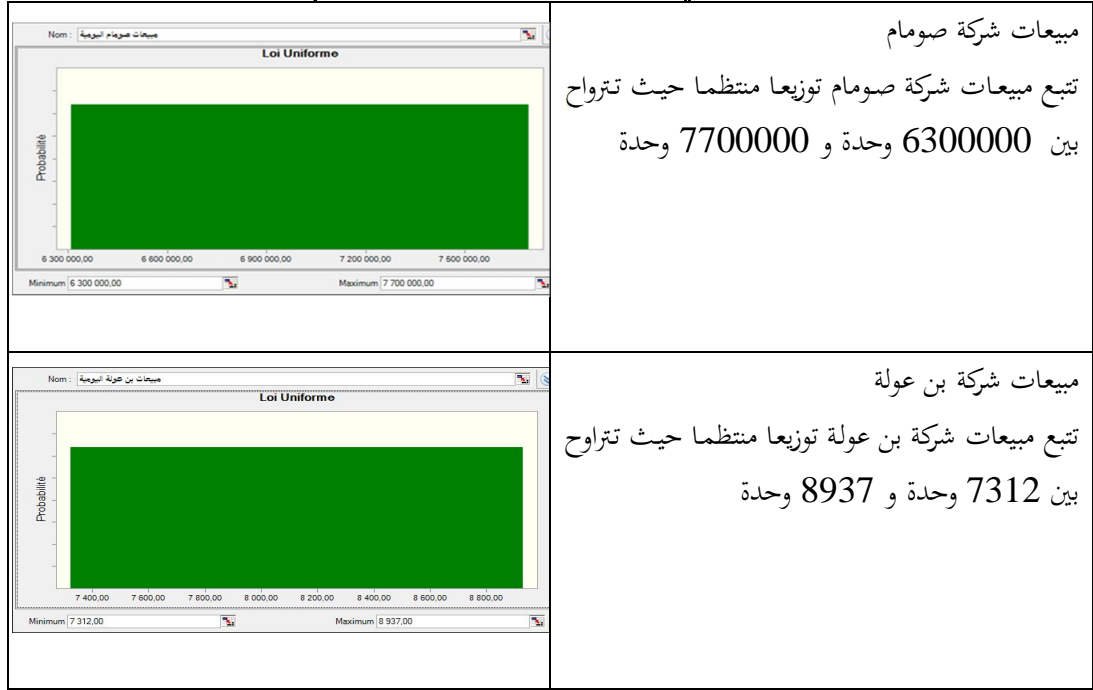 مبيعات شركة صومام
تتبع مبيعات شركة صومام توزيعا منتظما حيث تترواح
بين 6300000 وحدة و 7700000 وحدة
Nom : مبيعات صومام اليومية
Loi Uniforme
Probabilité
6 300 000,00 6 600 000,00 6 900 000,00 7 200 000,00 7 500 000,00
Minimum 6 300 000,00 Maximum 7 700 000,00
مبيعات شركة بن عولة
تتبع مبيعات شركة بن عولة توزيعا منتظما حيث تتراوح
بين 7312 وحدة و 8937 وحدة
Nom : مبيعات بن عولة اليومية
Loi Uniforme
Probabilité
7 400,00 7 600,00 7 800,00 8 000,00 8 200,00 8 400,00 8 600,00 8 800,00
Minimum 7 312,00 Maximum 8 937,00